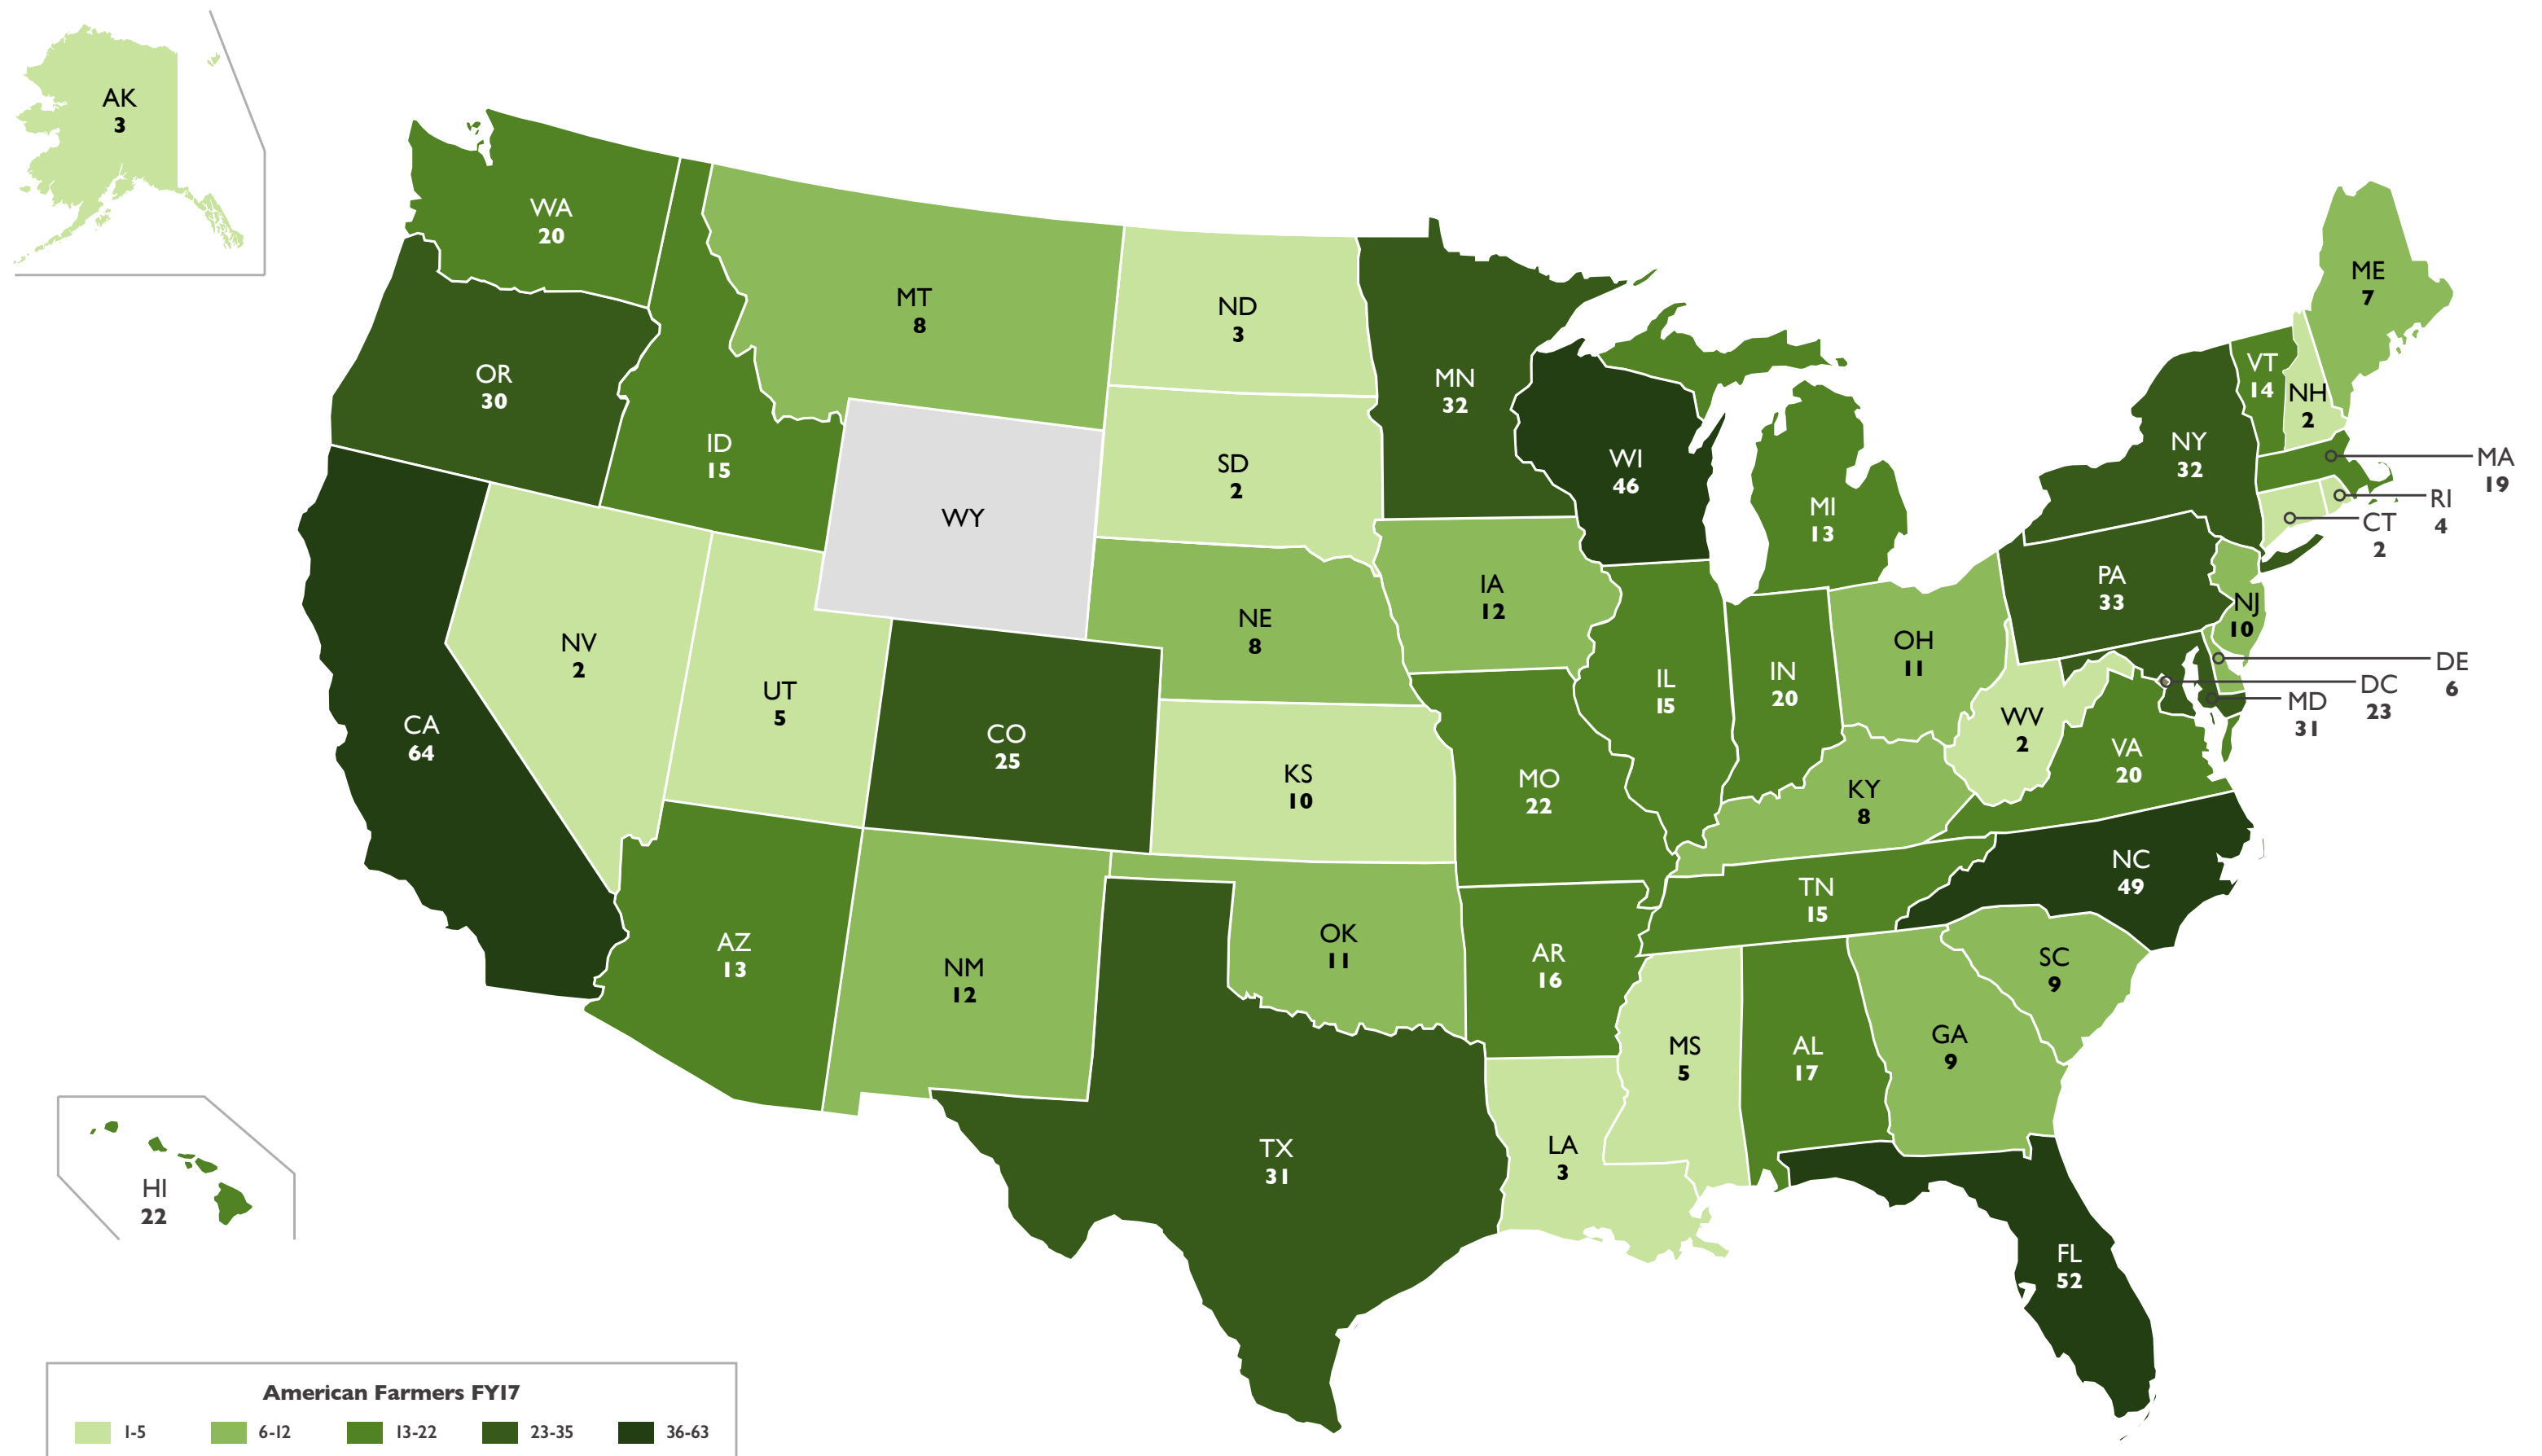 AK
3
WA
20
OR
30
ID
15
MT
8
ND
3
MN
32
WI
46
MI
13
SD
2
WY
NE
8
IA
12
IL
15
IN
20
OH
11
PA
33
NY
32
VT
14
NH
2
ME
7
MA
19
RI
4
CT
2
NJ
10
DE
6
DC
23
MD
31
WV
2
VA
20
NV
2
UT
5
CO
25
KS
10
MO
22
KY
8
CA
64
AZ
13
NM
12
OK
11
AR
16
TN
15
NC
49
SC
9
MS
5
AL
17
GA
9
LA
3
TX
31
FL
52
HI
22
American Farmers FY17
1-5 6-12 13-22 23-35 36-63